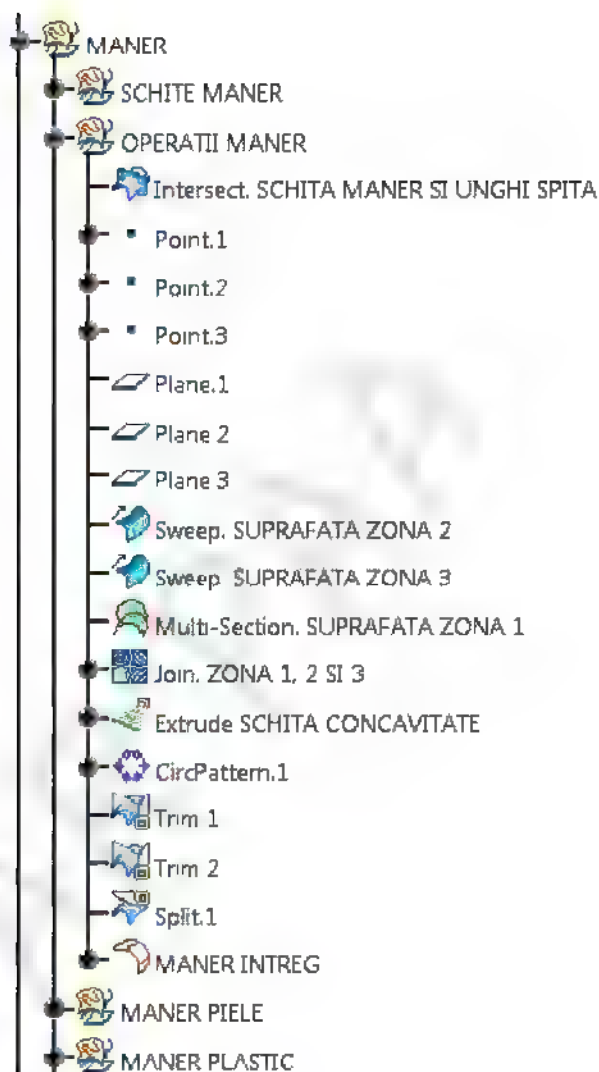 MANER
SCHITE MANER
OPERATII MANER
Intersect. SCHITA MANER SI UNGHI SPITA
Point.1
Point.2
Point.3
Plane.1
Plane 2
Plane 3
Sweep. SUPRAFATA ZONA 2
Sweep SUPRAFATA ZONA 3
Multi-Section. SUPRAFATA ZONA 1
Join. ZONA 1, 2 SI 3
Extrude SCHITA CONCAVITATE
CircPattern.1
Trim 1
Trim 2
Split.1
MANER INTREG
MANER PIELE
MANER PLASTIC